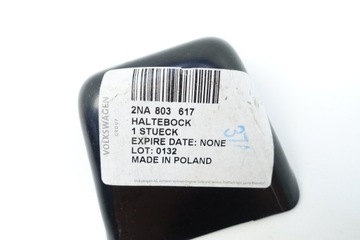 2NA 803 617
HALTEBOCK
1 STUECK
EXPIRE DATE: NONE
LOT: 0132
MADE IN POLAND
VOLKSWAGEN
GROUP